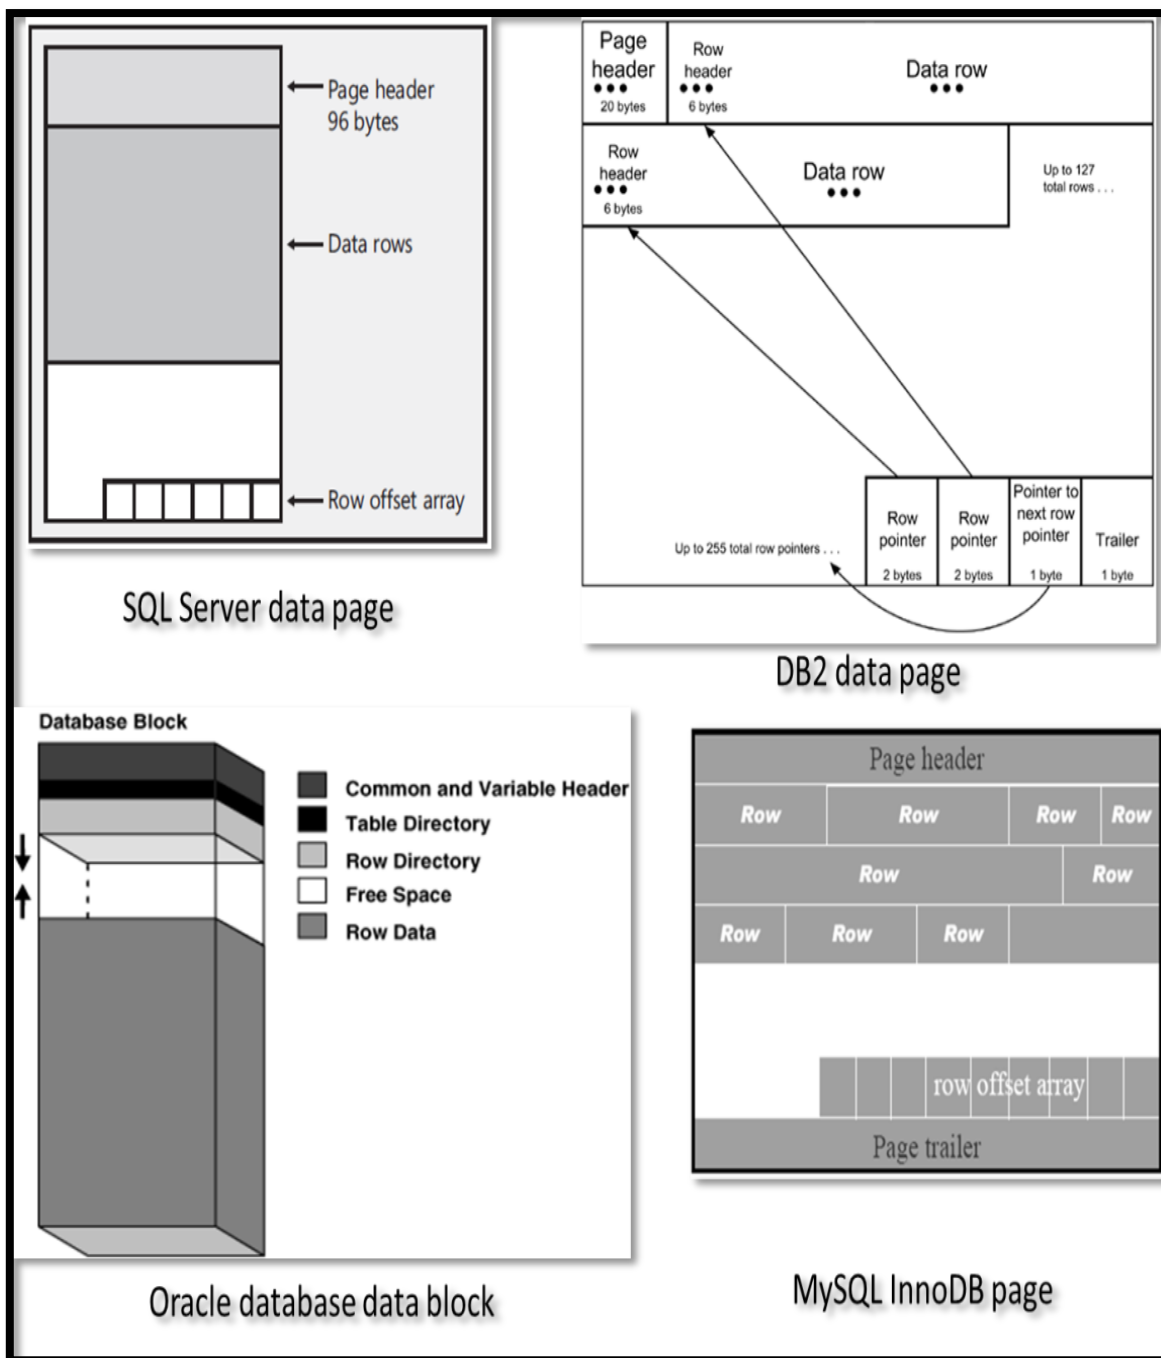 Page header
96 bytes
Data rows
Row offset array
SQL Server data page
Page
header
20 bytes
Row
header
6 bytes
Data row
Row
header
6 bytes
Data row
Up to 127
total rows . . .
Up to 255 total row pointers . . .
Row
pointer
2 bytes
Row
pointer
2 bytes
Pointer to
next row
pointer
1 byte
Trailer
1 byte
DB2 data page
Database Block
Common and Variable Header
Table Directory
Row Directory
Free Space
Row Data
Oracle database data block
Page header
Row Row Row Row
Row Row
Row Row Row
row offset array
Page trailer
MySQL InnoDB page